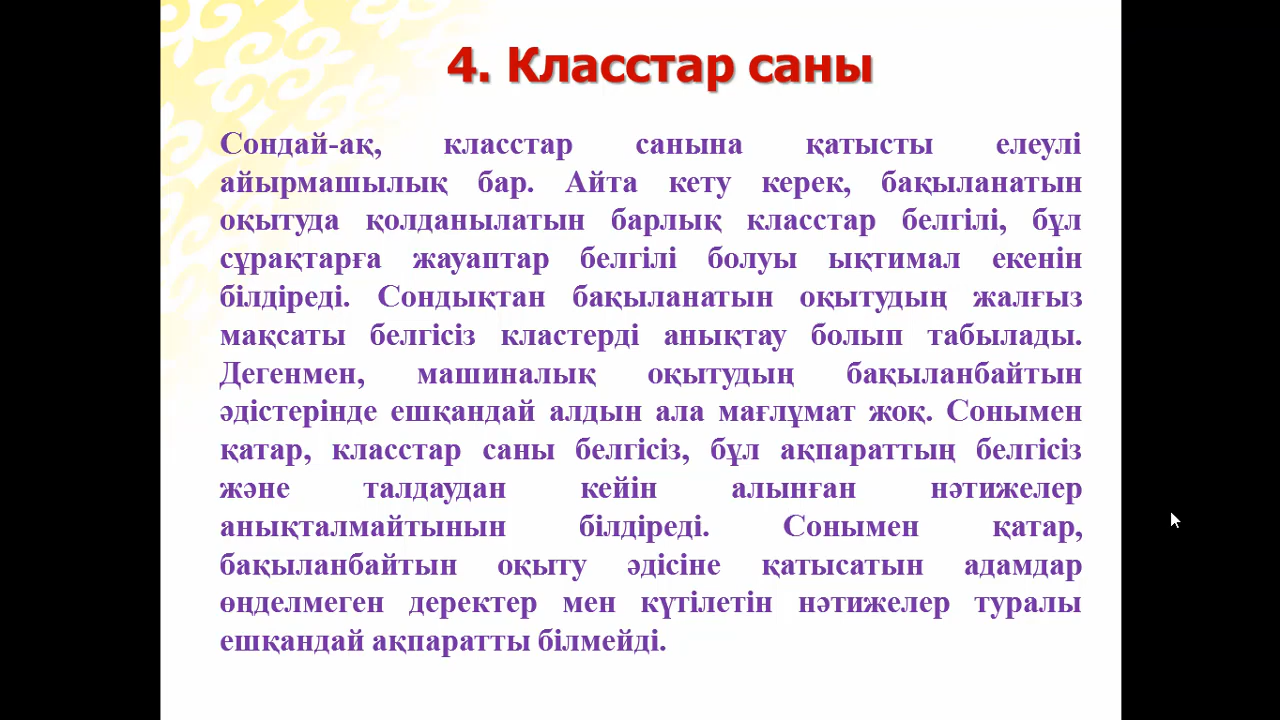 4. Класстар саны
Сондай-ақ, класстар санына қатысты елеулі
айырмашылық бар. Айта кету керек, бақыланатын
оқытуда қолданылатын барлық класстар белгілі, бұл
сұрақтарға жауаптар белгілі болуы ықтимал екенін
білдіреді. Сондықтан бақыланатын оқытудың жалғыз
мақсаты белгісіз кластерді анықтау болып табылады.
Дегенмен, машиналық оқытудың бақыланбайтын
әдістерінде ешқандай алдын ала мағлұмат жоқ. Сонымен
қатар, класстар саны белгісіз, бұл ақпараттың белгісіз
және талдаудан кейін алынған нәтижелер
анықталмайтынын білдіреді. Сонымен қатар,
бақыланбайтын оқыту әдісіне қатысатын адамдар
өңделмеген деректер мен күтілетін нәтижелер туралы
ешқандай ақпаратты білмейді.